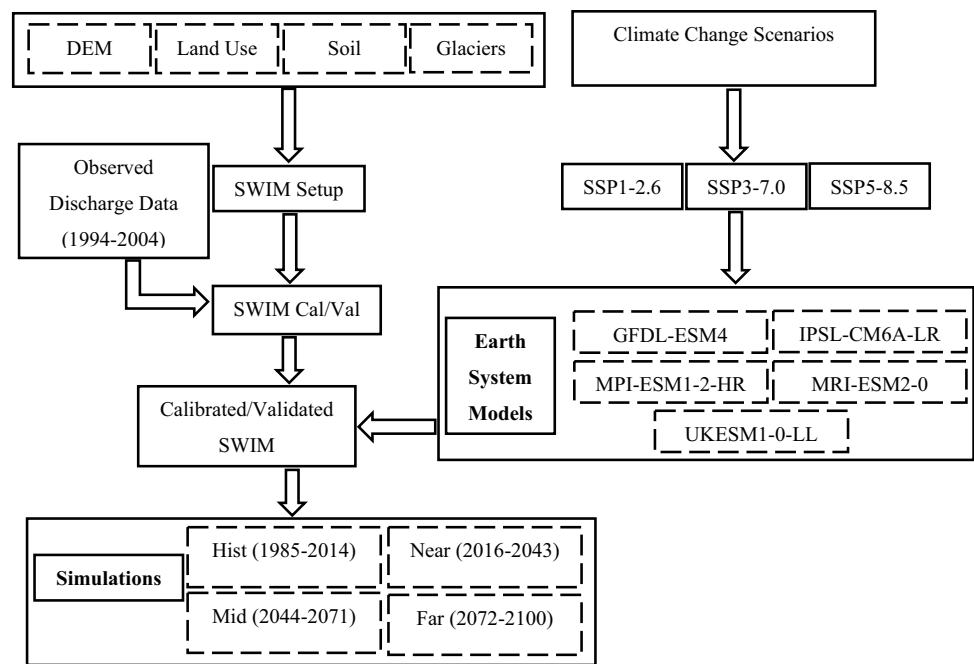 DEM
Land Use
Soil
Glaciers
Climate Change Scenarios
Observed
Discharge Data
(1994-2004)
SWIM Setup
SSP1-2.6
SSP3-7.0
SSP5-8.5
SWIM Cal/Val
Earth
System
Models
GFDL-ESM4
IPSL-CM6A-LR
MPI-ESM1-2-HR
MRI-ESM2-0
UKESM1-0-LL
Calibrated/Validated
SWIM
Simulations
Hist (1985-2014)
Near (2016-2043)
Mid (2044-2071)
Far (2072-2100)